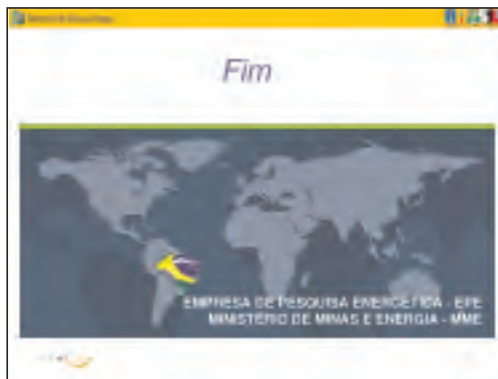 Fim
EMPRESA DE PESQUISA ENERGÉTICA - EPE
MINISTÉRIO DE MINAS E ENERGIA - MME